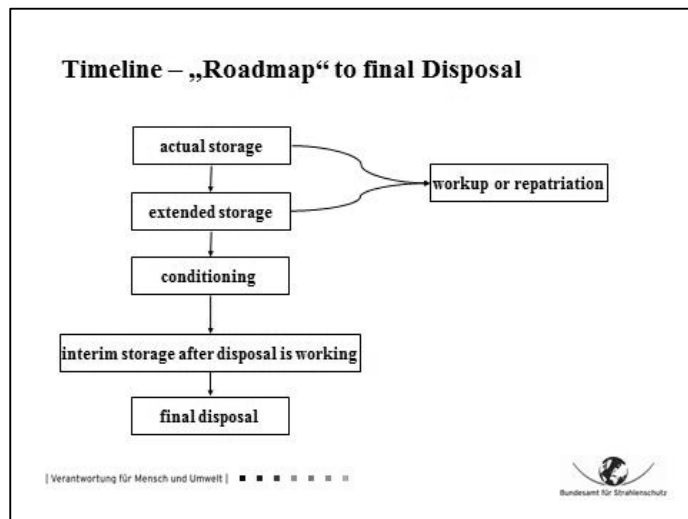 Timeline – „Roadmap“ to final Disposal
actual storage
workup or repatriation
extended storage
conditioning
interim storage after disposal is working
final disposal
| Verantwortung für Mensch und Umwelt |
Bundesamt für Strahlenschutz